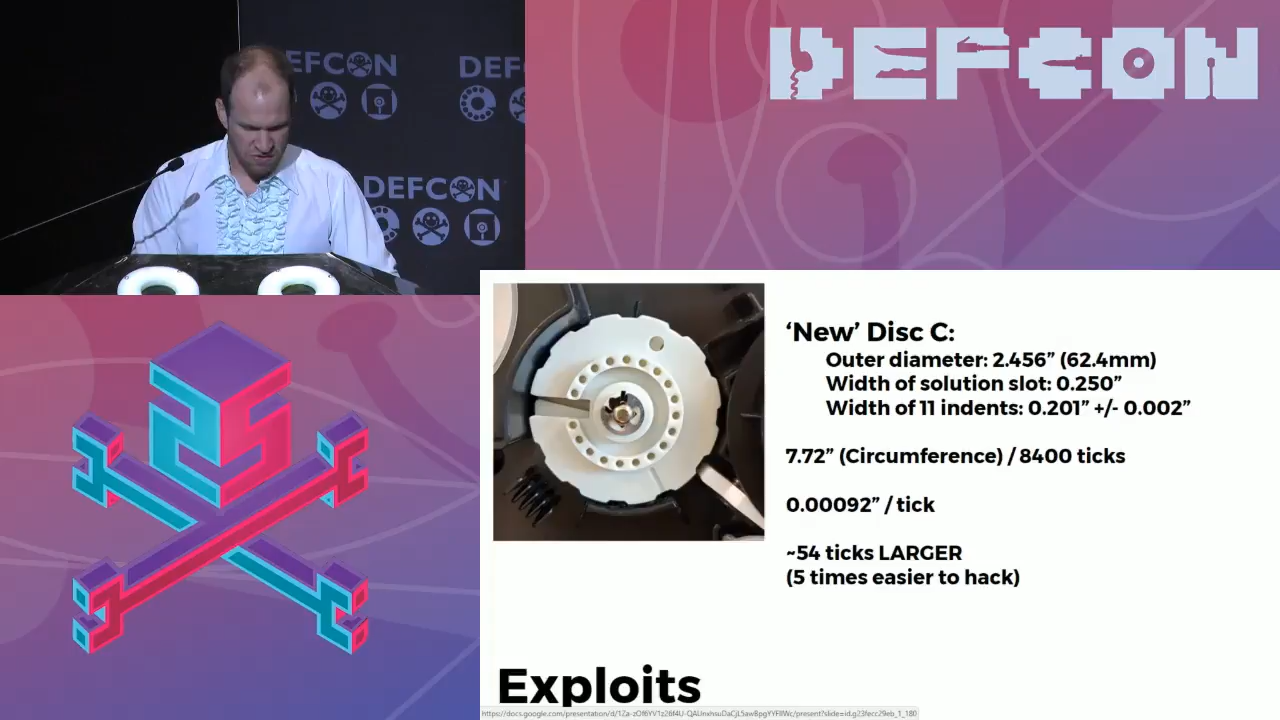 EFCON
DEF
DEFCON
DEFCON
‘New’ Disc C:
Outer diameter: 2.456” (62.4mm)
Width of solution slot: 0.250”
Width of 11 indents: 0.201” +/- 0.002”
7.72” (Circumference) / 8400 ticks
0.00092” / tick
~54 ticks LARGER
(5 times easier to hack)
Exploits